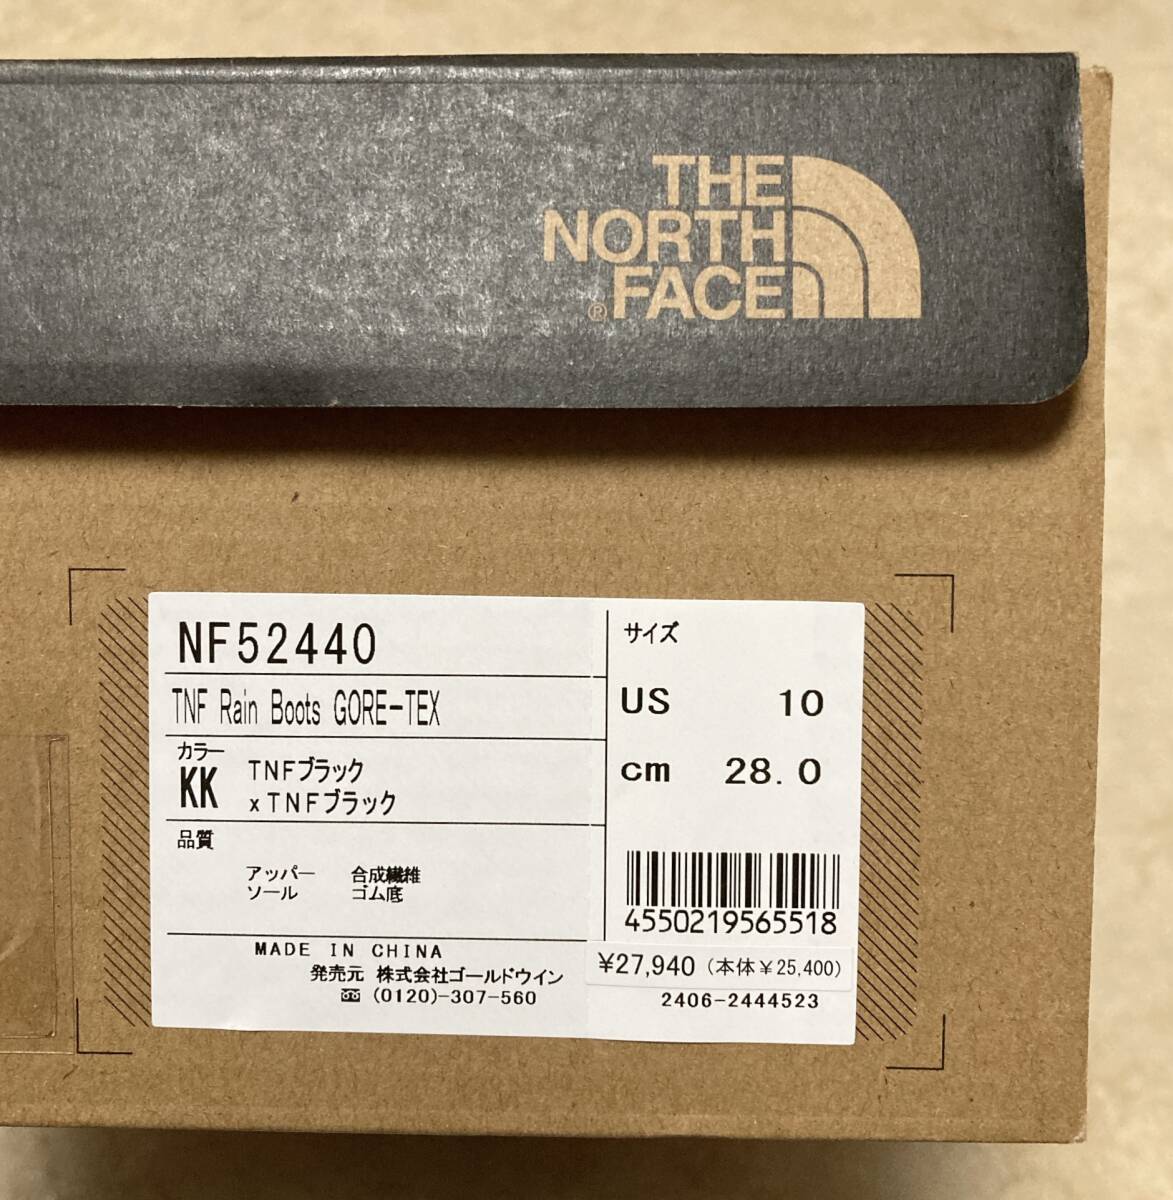 THE
NORTH
FACE
®
NF52440
TNF Rain Boots GORE-TEX
カラー
KK TNFブラック
xTNFブラック
品質
アッパー 合成繊維
ソール ゴム底
MADE IN CHINA
発売元 株式会社ゴールドウイン
(0120)-307-560
サイズ
US 10
cm 28.0
4550219565518
¥27,940 (本体¥25,400)
2406-2444523